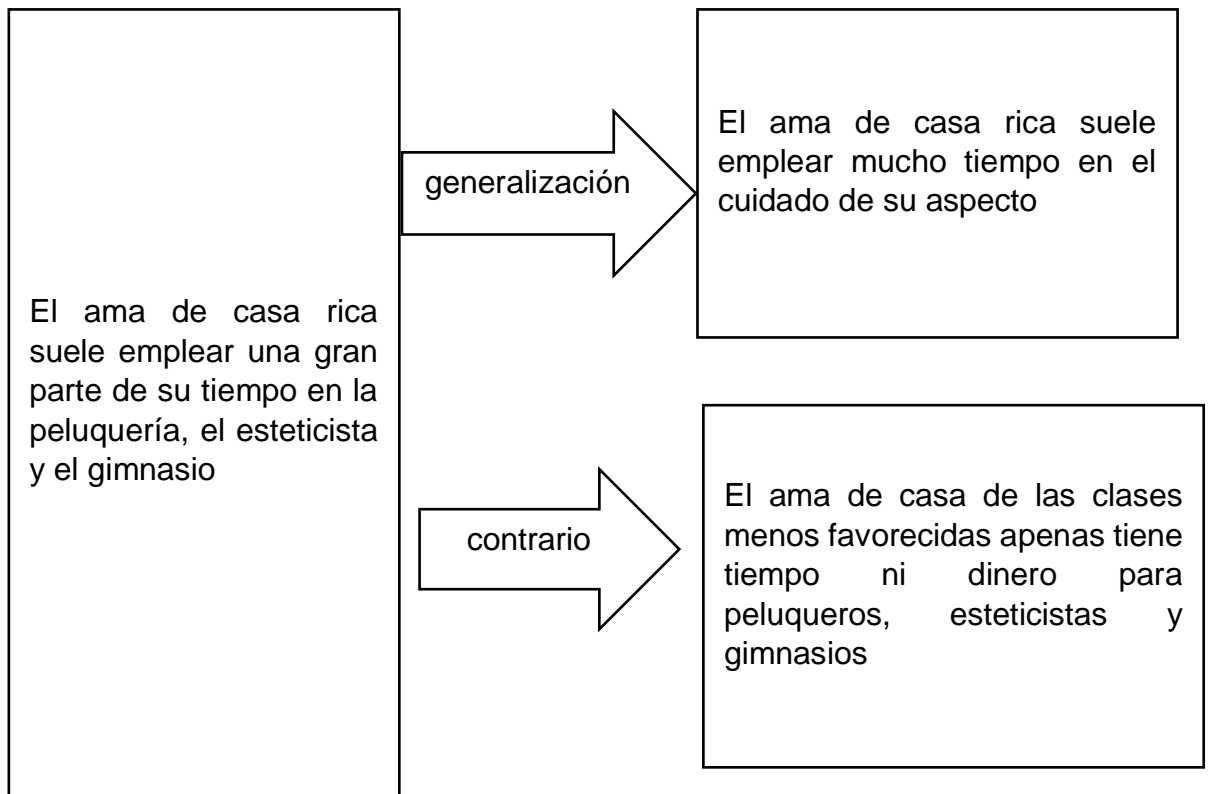 El ama de casa rica
suele emplear una gran
parte de su tiempo en la
peluquería, el esteticista
y el gimnasio
generalización
El ama de casa rica suele
emplear mucho tiempo en el
cuidado de su aspecto
contrario
El ama de casa de las clases
menos favorecidas apenas tiene
tiempo ni dinero para
peluqueros, esteticistas y
gimnasios